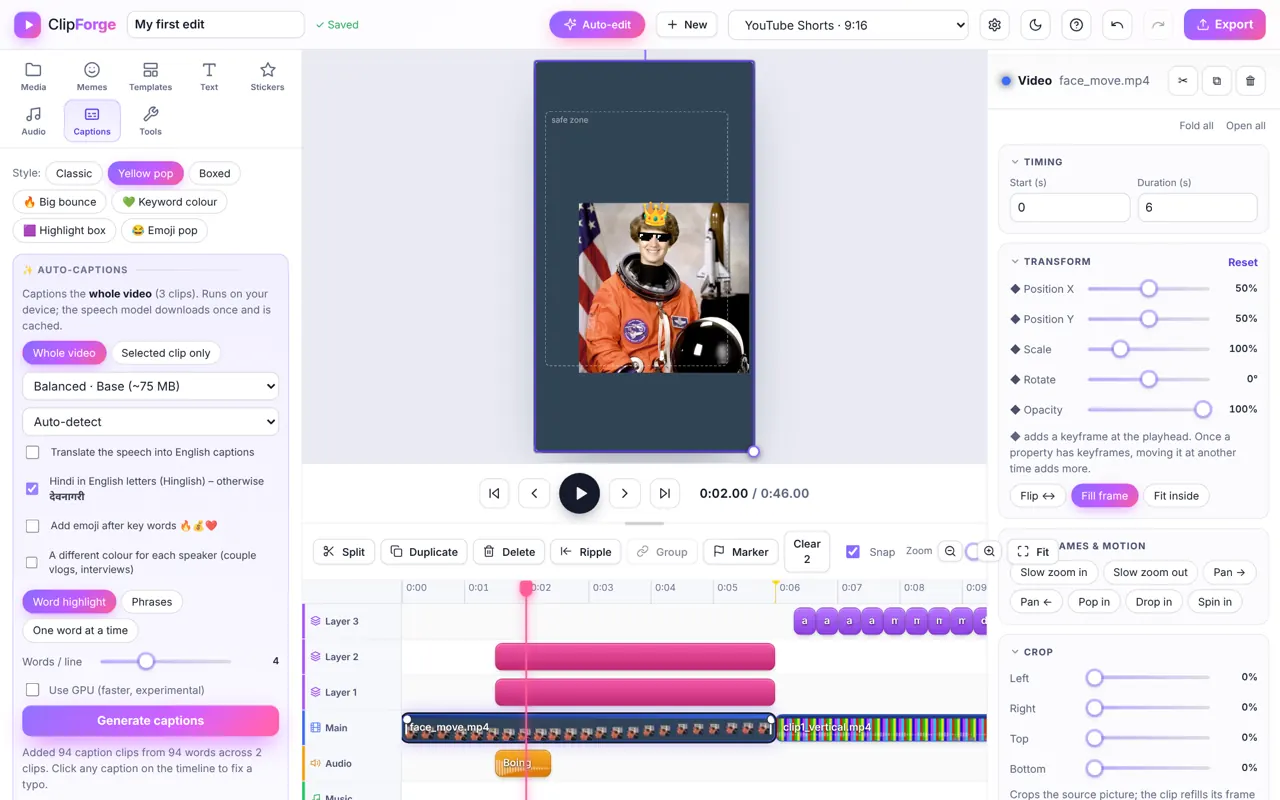 ClipForge
My first edit
✓ Saved
Auto-edit
New
YouTube Shorts · 9:16
Export
Media
Memes
Templates
Text
Stickers
Audio
Captions
Tools
Style:
Classic
Yellow pop
Boxed
🔥 Big bounce
💚 Keyword colour
🟪 Highlight box
😂 Emoji pop
✨ AUTO-CAPTIONS
Captions the whole video (3 clips). Runs on your
device; the speech model downloads once and is
cached.
Whole video
Selected clip only
Balanced · Base (~75 MB)
Auto-detect
Translate the speech into English captions
Hindi in English letters (Hinglish) – otherwise
देवनागरी
Add emoji after key words 🔥💰❤️
A different colour for each speaker (couple
vlogs, interviews)
Word highlight
Phrases
One word at a time
Words / line
4
Use GPU (faster, experimental)
Generate captions
Added 94 caption clips from 94 words across 2
clips. Click any caption on the timeline to fix a
typo.
safe zone
0:02.00 / 0:46.00
Split
Duplicate
Delete
Ripple
Group
Marker
Clear
2
Snap
Zoom
Fit
0:00
0:01
0:02
0:03
0:04
0:05
0:06
0:07
0:08
0:09
Layer 3
a
a
a
a
Layer 2
Layer 1
Main
face_move.mp4
clip1_vertical.mp4
Audio
Boing
Music
Video
face_move.mp4
Fold all
Open all
TIMING
Start (s)
Duration (s)
0
6
TRANSFORM
Reset
Position X
50%
Position Y
50%
Scale
100%
Rotate
0°
Opacity
100%
◆ adds a keyframe at the playhead. Once a
property has keyframes, moving it at another
time adds more.
Flip ↔
Fill frame
Fit inside
AMES & MOTION
Slow zoom in
Slow zoom out
Pan →
Pan ←
Pop in
Drop in
Spin in
CROP
Left
0%
Right
0%
Top
0%
Bottom
0%
Crops the source picture; the clip refills its frame